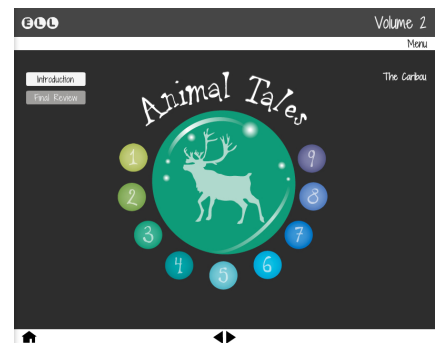 ELL
Volume 2
Menu
Introduction
The Caribou
Final Review
Animal Tales
1
9
2
8
3
7
4
6
5